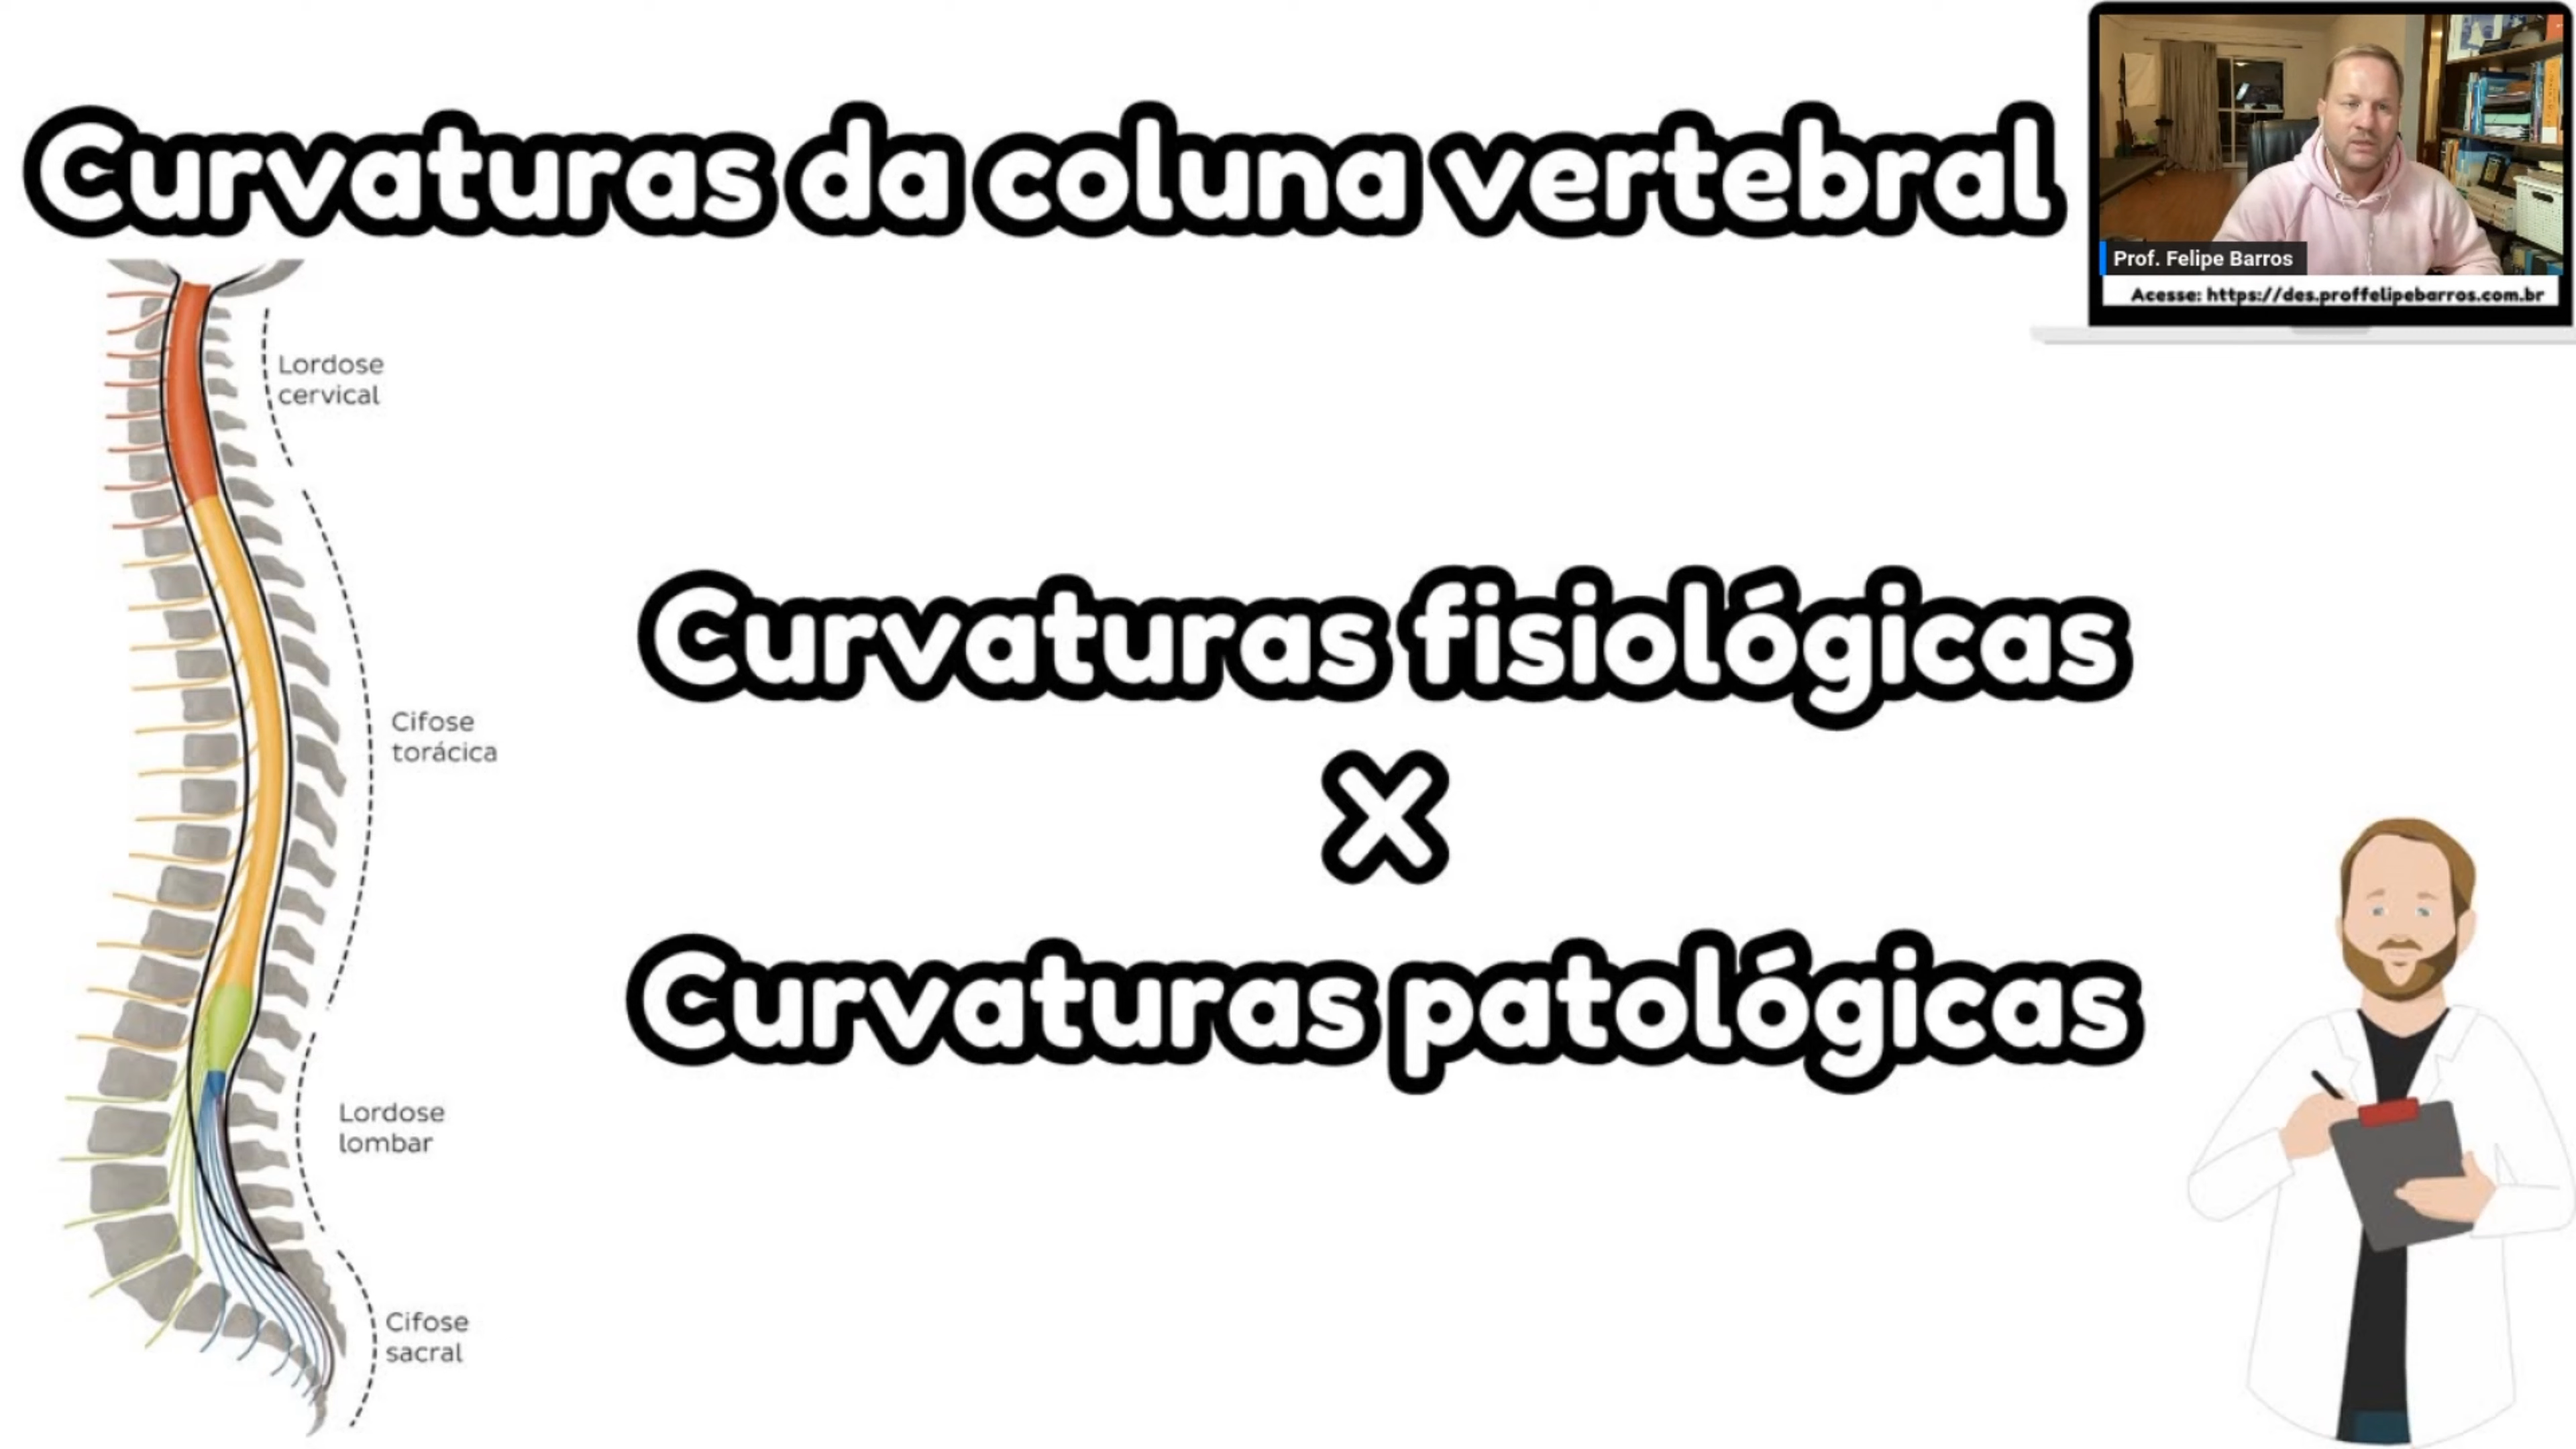 Curvaturas da coluna vertebral
Prof. Felipe Barros
Acesse: https://des.proffelipebarros.com.br
Lordose
cervical
Cifose
torácica
Curvaturas fisiológicas
x
Curvaturas patológicas
Lordose
lombar
Cifose
sacral